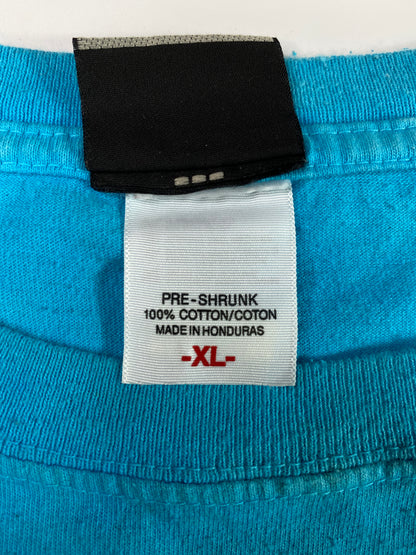 PRE-SHRUNK
100% COTTON/COTON
MADE IN HONDURAS
-XL-